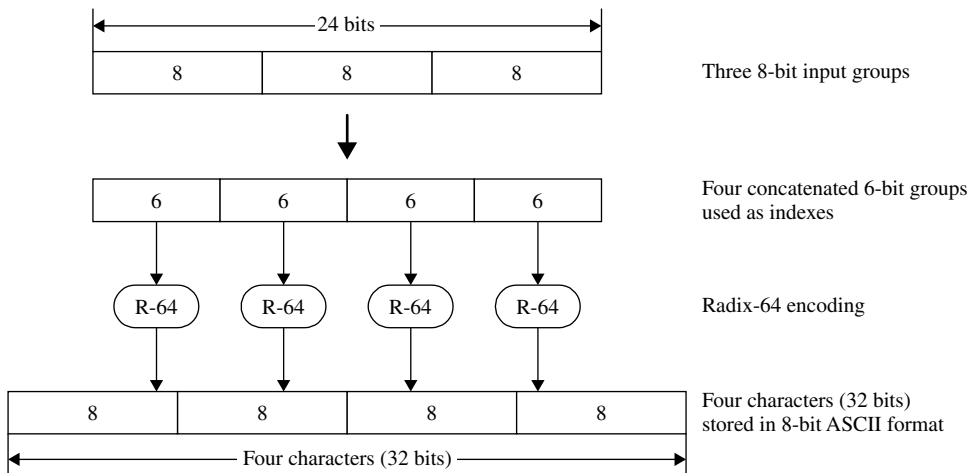 24 bits
8 8 8
Three 8-bit input groups
6 6 6 6
Four concatenated 6-bit groups
used as indexes
R-64 R-64 R-64 R-64
Radix-64 encoding
8 8 8 8
Four characters (32 bits)
stored in 8-bit ASCII format
Four characters (32 bits)